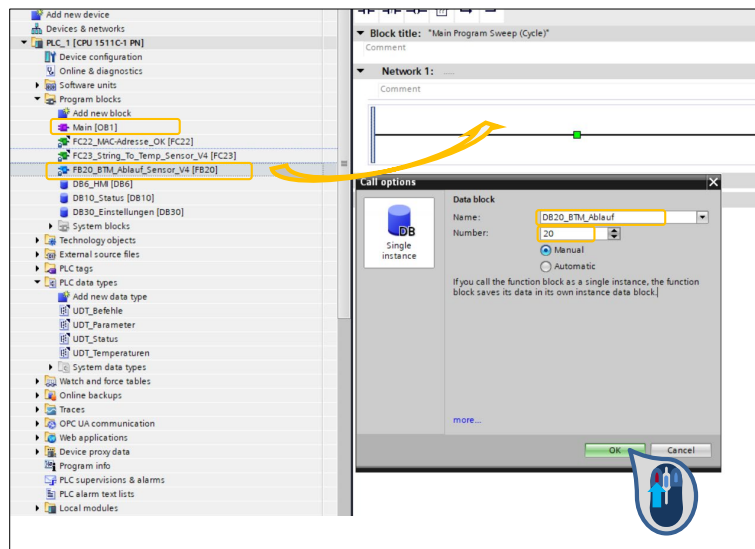 Add new device
Devices & networks
PLC_1 [CPU 1511C-1 PN]
Device configuration
Online & diagnostics
Software units
Program blocks
Add new block
Main [OB1]
FC22_MAC-Adresse_OK [FC22]
FC23_String_To_Temp_Sensor_V4 [FC23]
FB20_BTM_Ablauf_Sensor_V4 [FB20]
DB6_HMI [DB6]
DB10_Status [DB10]
DB30_Einstellungen [DB30]
System blocks
Technology objects
External source files
PLC tags
PLC data types
Add new data type
UDT_Befehle
UDT_Parameter
UDT_Status
UDT_Temperaturen
System data types
Watch and force tables
Online backups
Traces
OPC UA communication
Web applications
Device proxy data
Program info
PLC supervisions & alarms
PLC alarm text lists
Local modules
Block title: "Main Program Sweep (Cycle)"
Comment
Network 1: .....
Comment
Call options
X
DB
Single
instance
Data block
Name: DB20_BTM_Ablauf
Number: 20
Manual
Automatic
If you call the function block as a single instance, the function
block saves its data in its own instance data block.
more...
OK Cancel